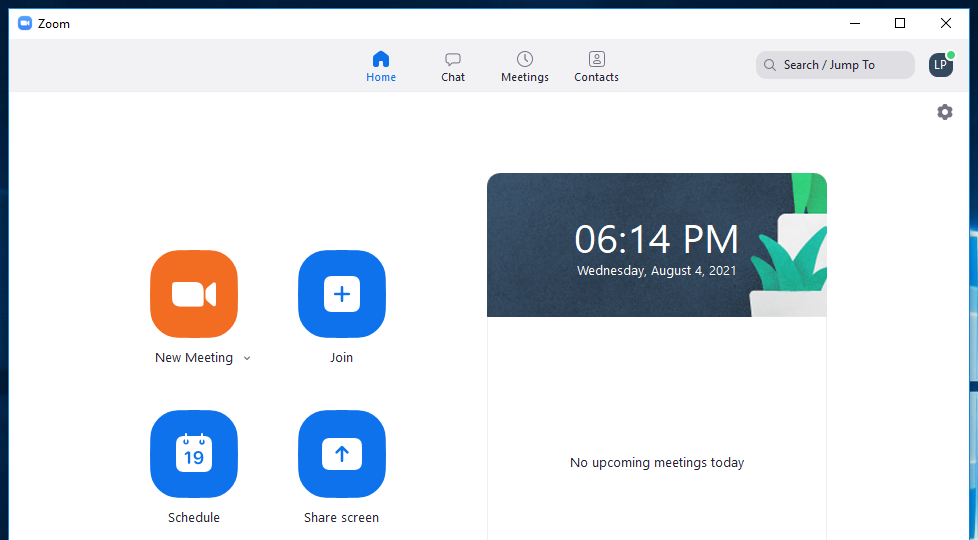 Zoom
Home
Chat
Meetings
Contacts
Search / Jump To
LP
06:14 PM
Wednesday, August 4, 2021
New Meeting
Join
19
Schedule
Share screen
No upcoming meetings today